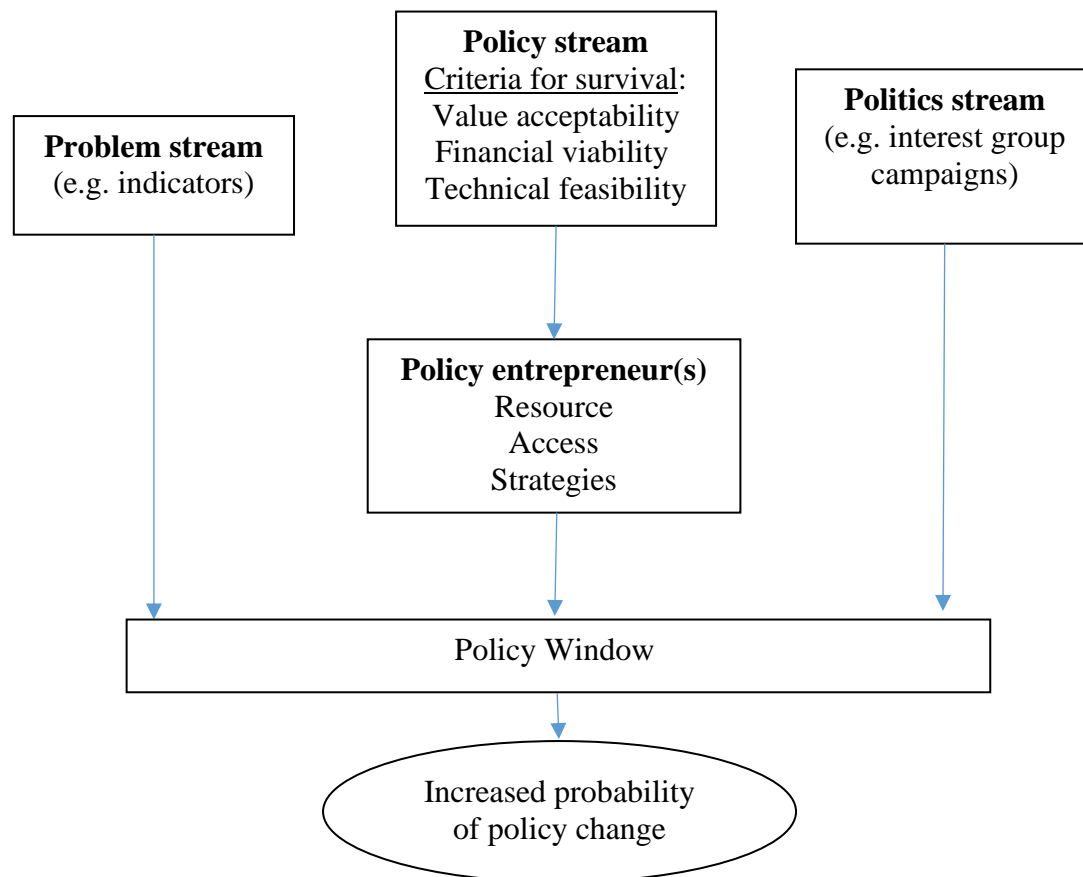 Problem stream
(e.g. indicators)
Policy stream
Criteria for survival:
Value acceptability
Financial viability
Technical feasibility
Politics stream
(e.g. interest group
campaigns)
Policy entrepreneur(s)
Resource
Access
Strategies
Policy Window
Increased probability
of policy change